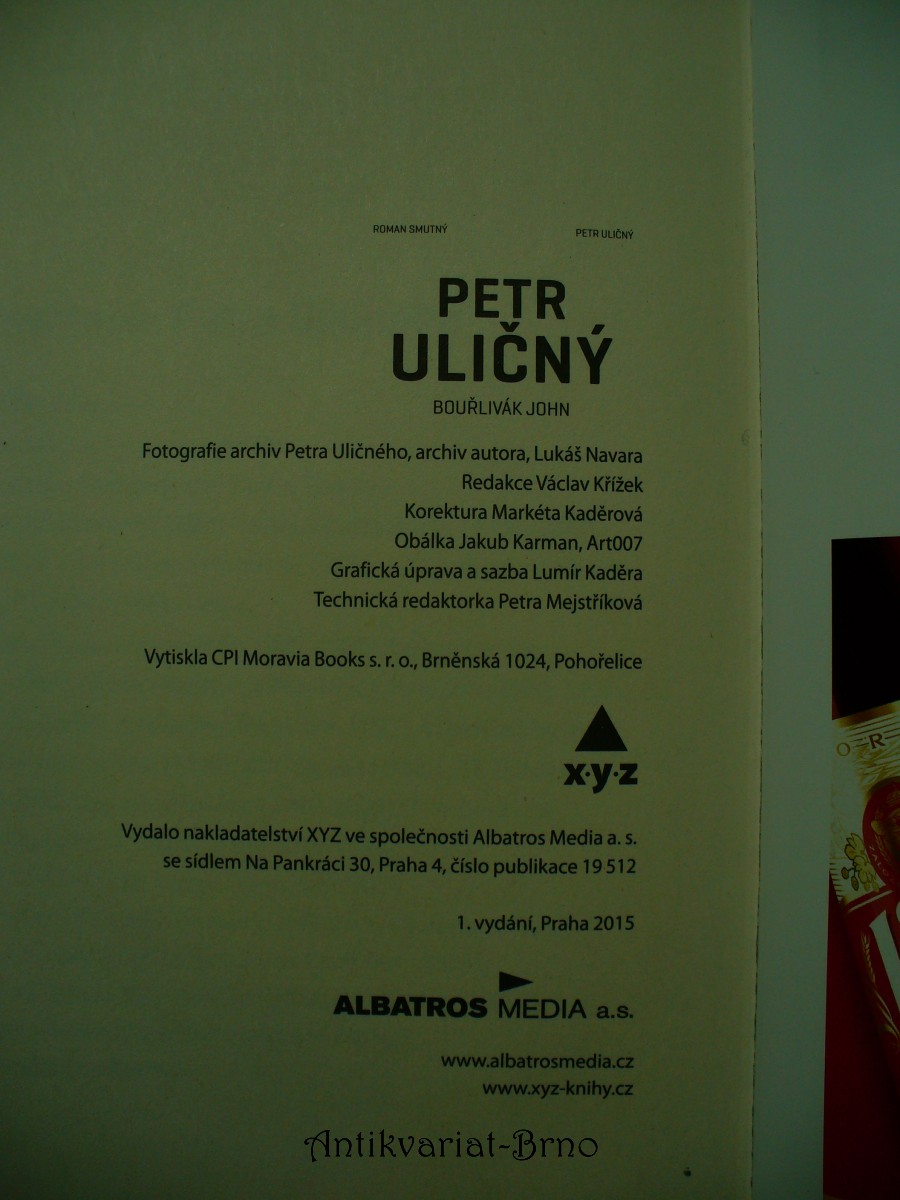 ROMAN SMUTNÝ
PETR ULIČNÝ
PETR
ULIČNÝ
BOUŘLIVÁK JOHN
Fotografie archiv Petra Uličného, archiv autora, Lukáš Navara
Redakce Václav Křížek
Korektura Markéta Kaděrová
Obálka Jakub Karman, Art007
Grafická úprava a sazba Lumír Kaděra
Technická redaktorka Petra Mejstříková
Vytiskla CPI Moravia Books s. r. o., Brněnská 1024, Pohořelice
x·y·z
Vydalo nakladatelství XYZ ve společnosti Albatros Media a. s.
se sídlem Na Pankráci 30, Praha 4, číslo publikace 19 512
1. vydání, Praha 2015
ALBATROS MEDIA a.s.
www.albatrosmedia.cz
www.xyz-knihy.cz
Antikvariat-Brno